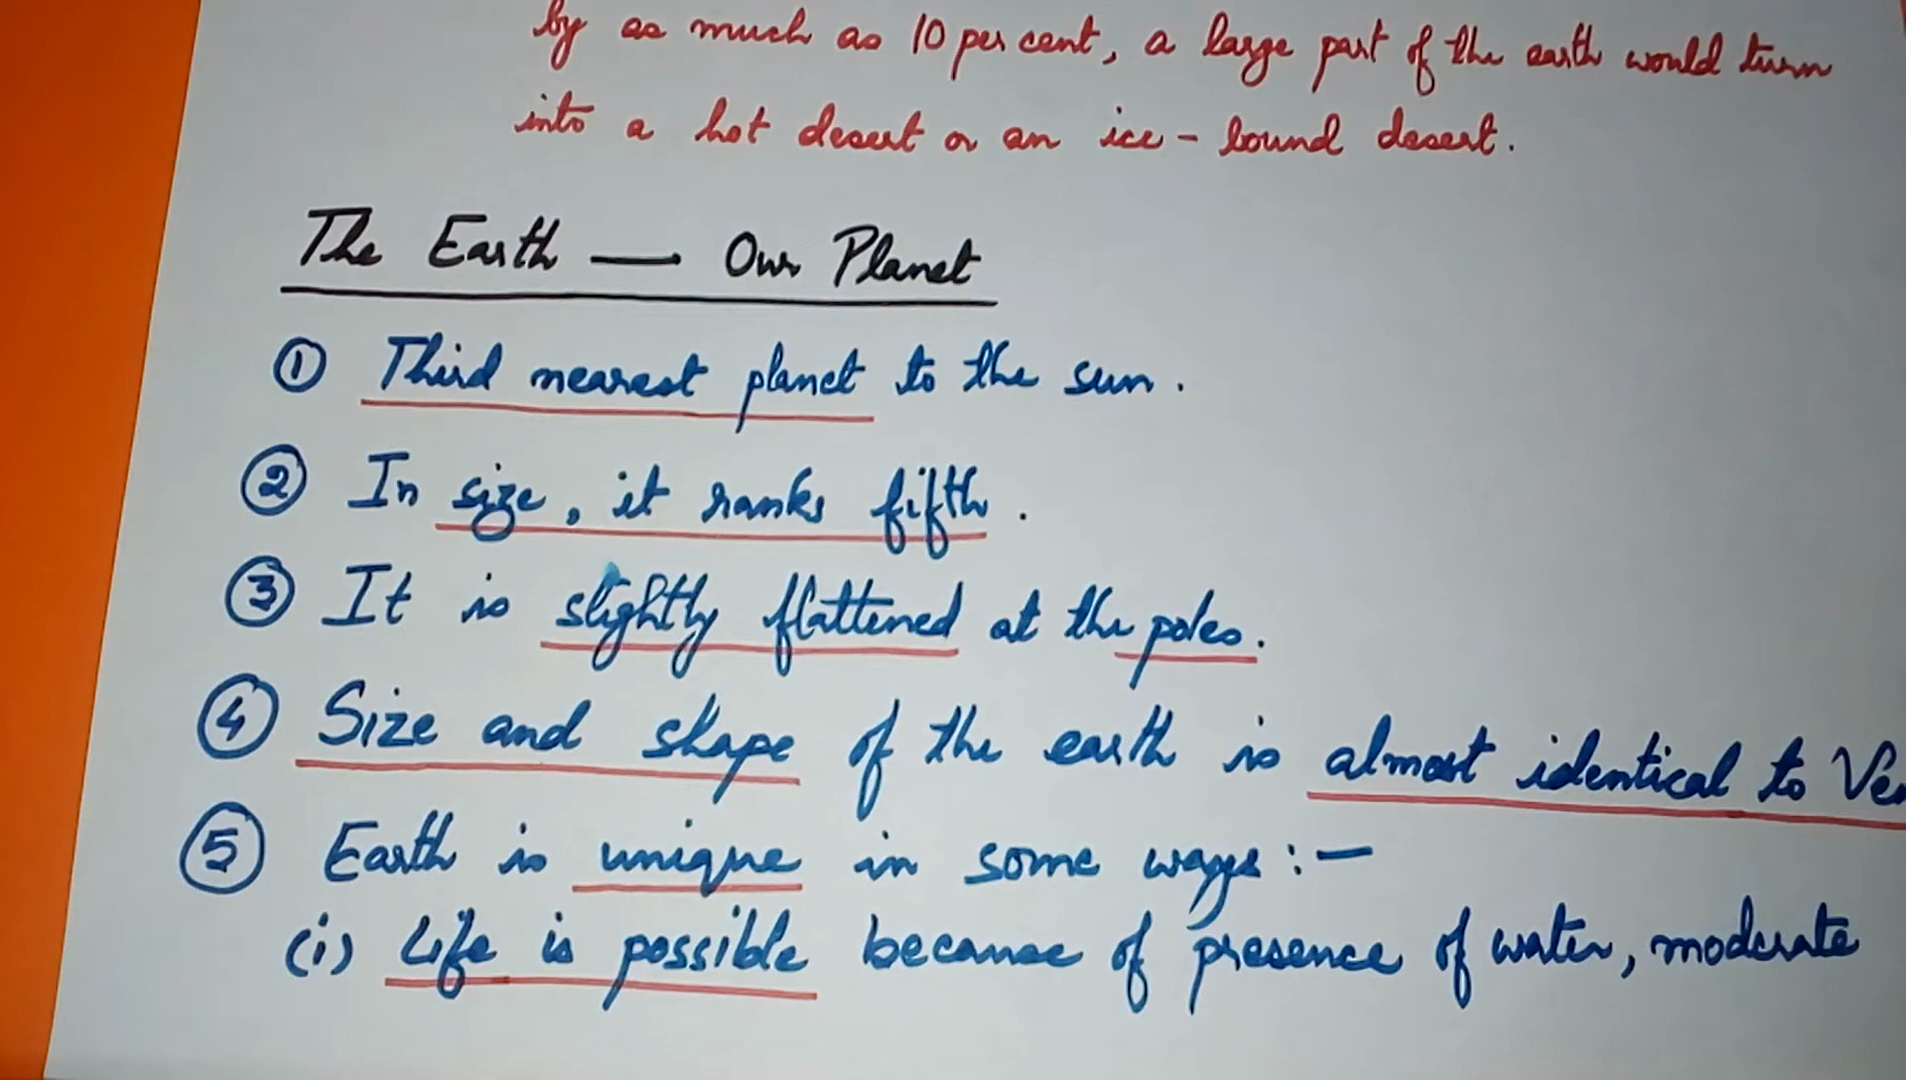 by as much as 10 per cent, a large part of the earth would turn
into a hot desert or an ice - bound desert.
The Earth — Our Planet
① Third nearest planet to the sun.
② In size, it ranks fifth.
③ It is slightly flattened at the poles.
④ Size and shape of the earth is almost identical to Ve
⑤ Earth is unique in some ways :-
(i) Life is possible because of presence of water, moderate